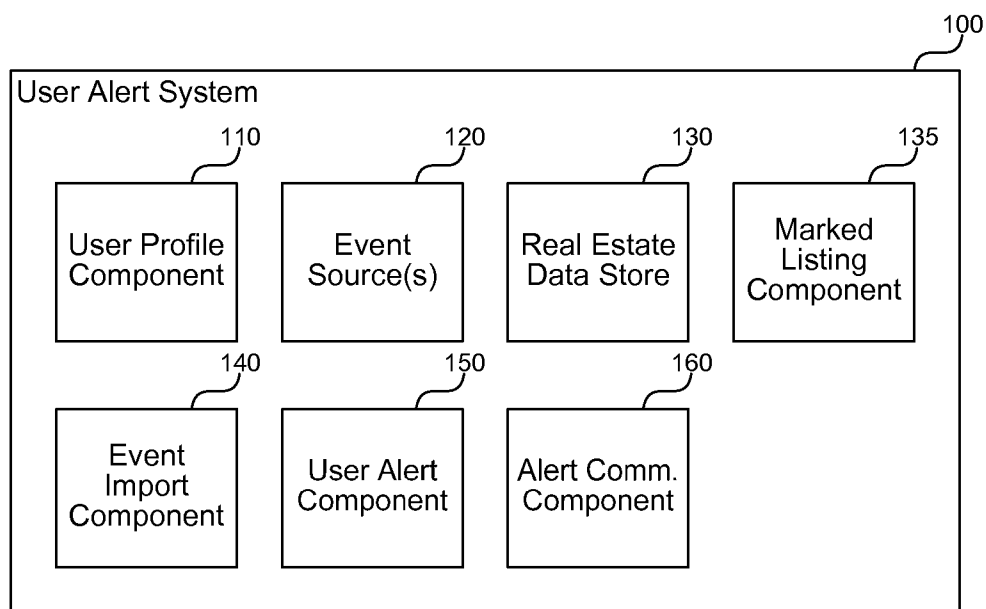 100
User Alert System
110
120
130
135
User Profile
Component
Event
Source(s)
Real Estate
Data Store
Marked
Listing
Component
140
150
160
Event
Import
Component
User Alert
Component
Alert Comm.
Component